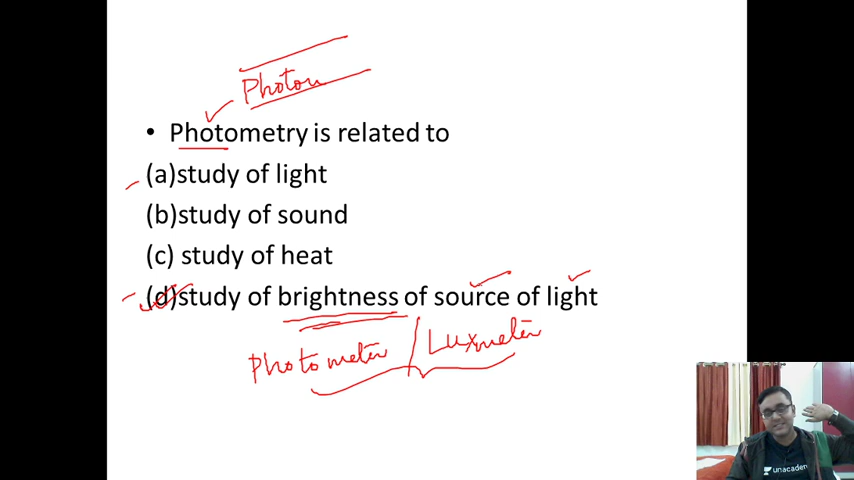 Photon
• Photometry is related to
(a)study of light
(b)study of sound
(c) study of heat
(d)study of brightness of source of light
Photometer / Luxmeter
unacadem